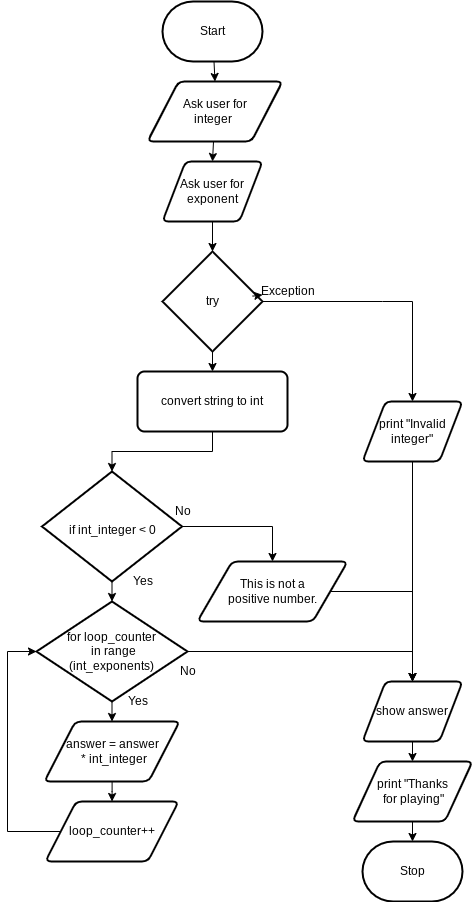 Start
Ask user for
integer
Ask user for
exponent
try
Exception
convert string to int
print "Invalid
integer"
No
if int_integer < 0
Yes
This is not a
positive number.
for loop_counter
in range
(int_exponents)
No
Yes
show answer
answer = answer
* int_integer
print "Thanks
for playing"
loop_counter++
Stop